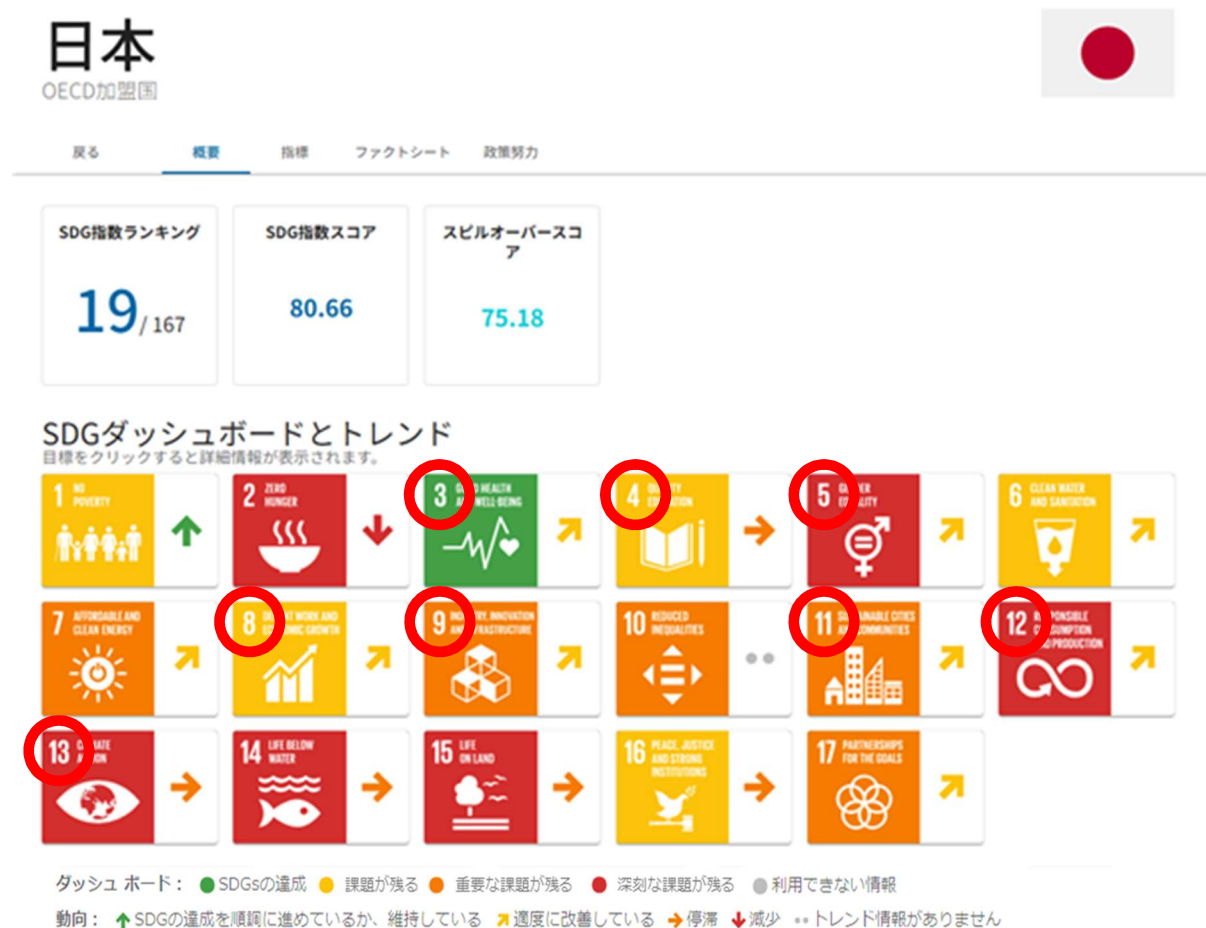 日本
OECD加盟国
戻る 概要 指標 ファクトシート 政策努力
SDG指数ランキング
19/ 167
SDG指数スコア
80.66
スピルオーバースコ
ア
75.18
SDGダッシュボードとトレンド
目標をクリックすると詳細情報が表示されます。
1 NO
POVERTY
2 ZERO
HUNGER
3 HEALTH
WELL-BEING
4
5
6 CLEAN WATER
AND SANITATION
7 AFFORDABLE AND
CLEAN ENERGY
8 WORK AND
GROWTH
9 INNOVATION
10 REDUCED
INEQUALITIES
11 CITIES
COMMUNITIES
12
13
14 LIFE BELOW
WATER
15 LIFE
ON LAND
16 PEACE, JUSTICE
AND STRONG
INSTITUTIONS
17 PARTNERSHIPS
FOR THE GOALS
ダッシュ ボード： SDGsの達成 課題が残る 重要な課題が残る 深刻な課題が残る 利用できない情報
動向： SDGの達成を順調に進めているか、維持している 適度に改善している 停滞 減少 トレンド情報がありません